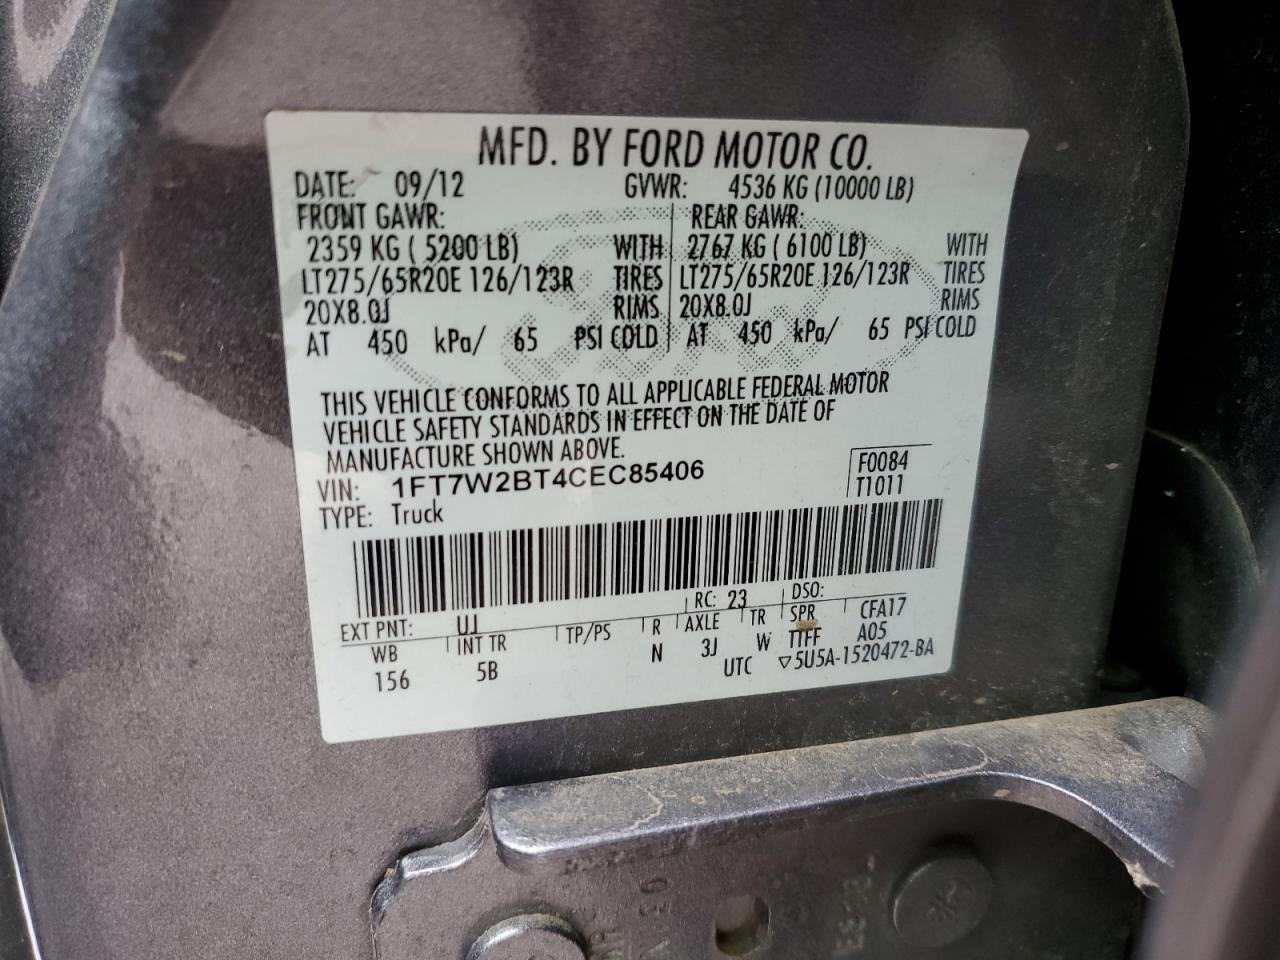 MFD. BY FORD MOTOR CO.
DATE: 09/12 GVWR: 4536 KG (10000 LB)
FRONT GAWR: REAR GAWR:
2359 KG ( 5200 LB) WITH 2767 KG ( 6100 LB) WITH
LT275/65R20E 126/123R TIRES LT275/65R20E 126/123R TIRES
20X8.0J RIMS 20X8.0J RIMS
AT 450 kPa/ 65 PSI COLD AT 450 kPa/ 65 PSI COLD
THIS VEHICLE CONFORMS TO ALL APPLICABLE FEDERAL MOTOR
VEHICLE SAFETY STANDARDS IN EFFECT ON THE DATE OF
MANUFACTURE SHOWN ABOVE.
VIN: 1FT7W2BT4CEC85406 F0084
TYPE: Truck T1011
RC: 23 DSO:
EXT PNT: UJ
WB INT TR TP/PS R AXLE TR SPR CFA17
156 5B N 3J W TTFF A05
UTC ▽5U5A-1520472-BA